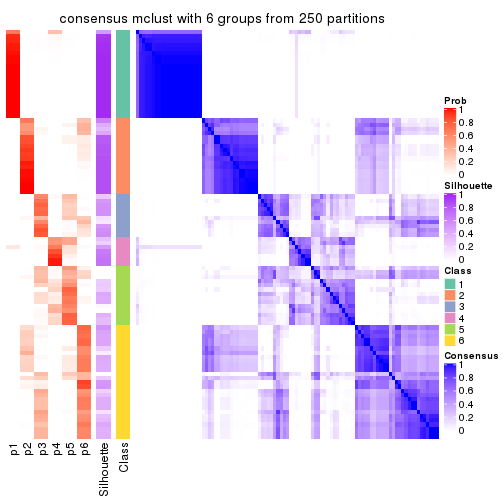 consensus mclust with 6 groups from 250 partitions
Prob
1
0.8
0.6
0.4
0.2
0
Silhouette
1
0.8
0.6
0.4
0.2
0
Class
1
2
3
4
5
6
Consensus
1
0.8
0.6
0.4
0.2
0
p1
p2
p3
p4
p5
p6
Silhouette
Class